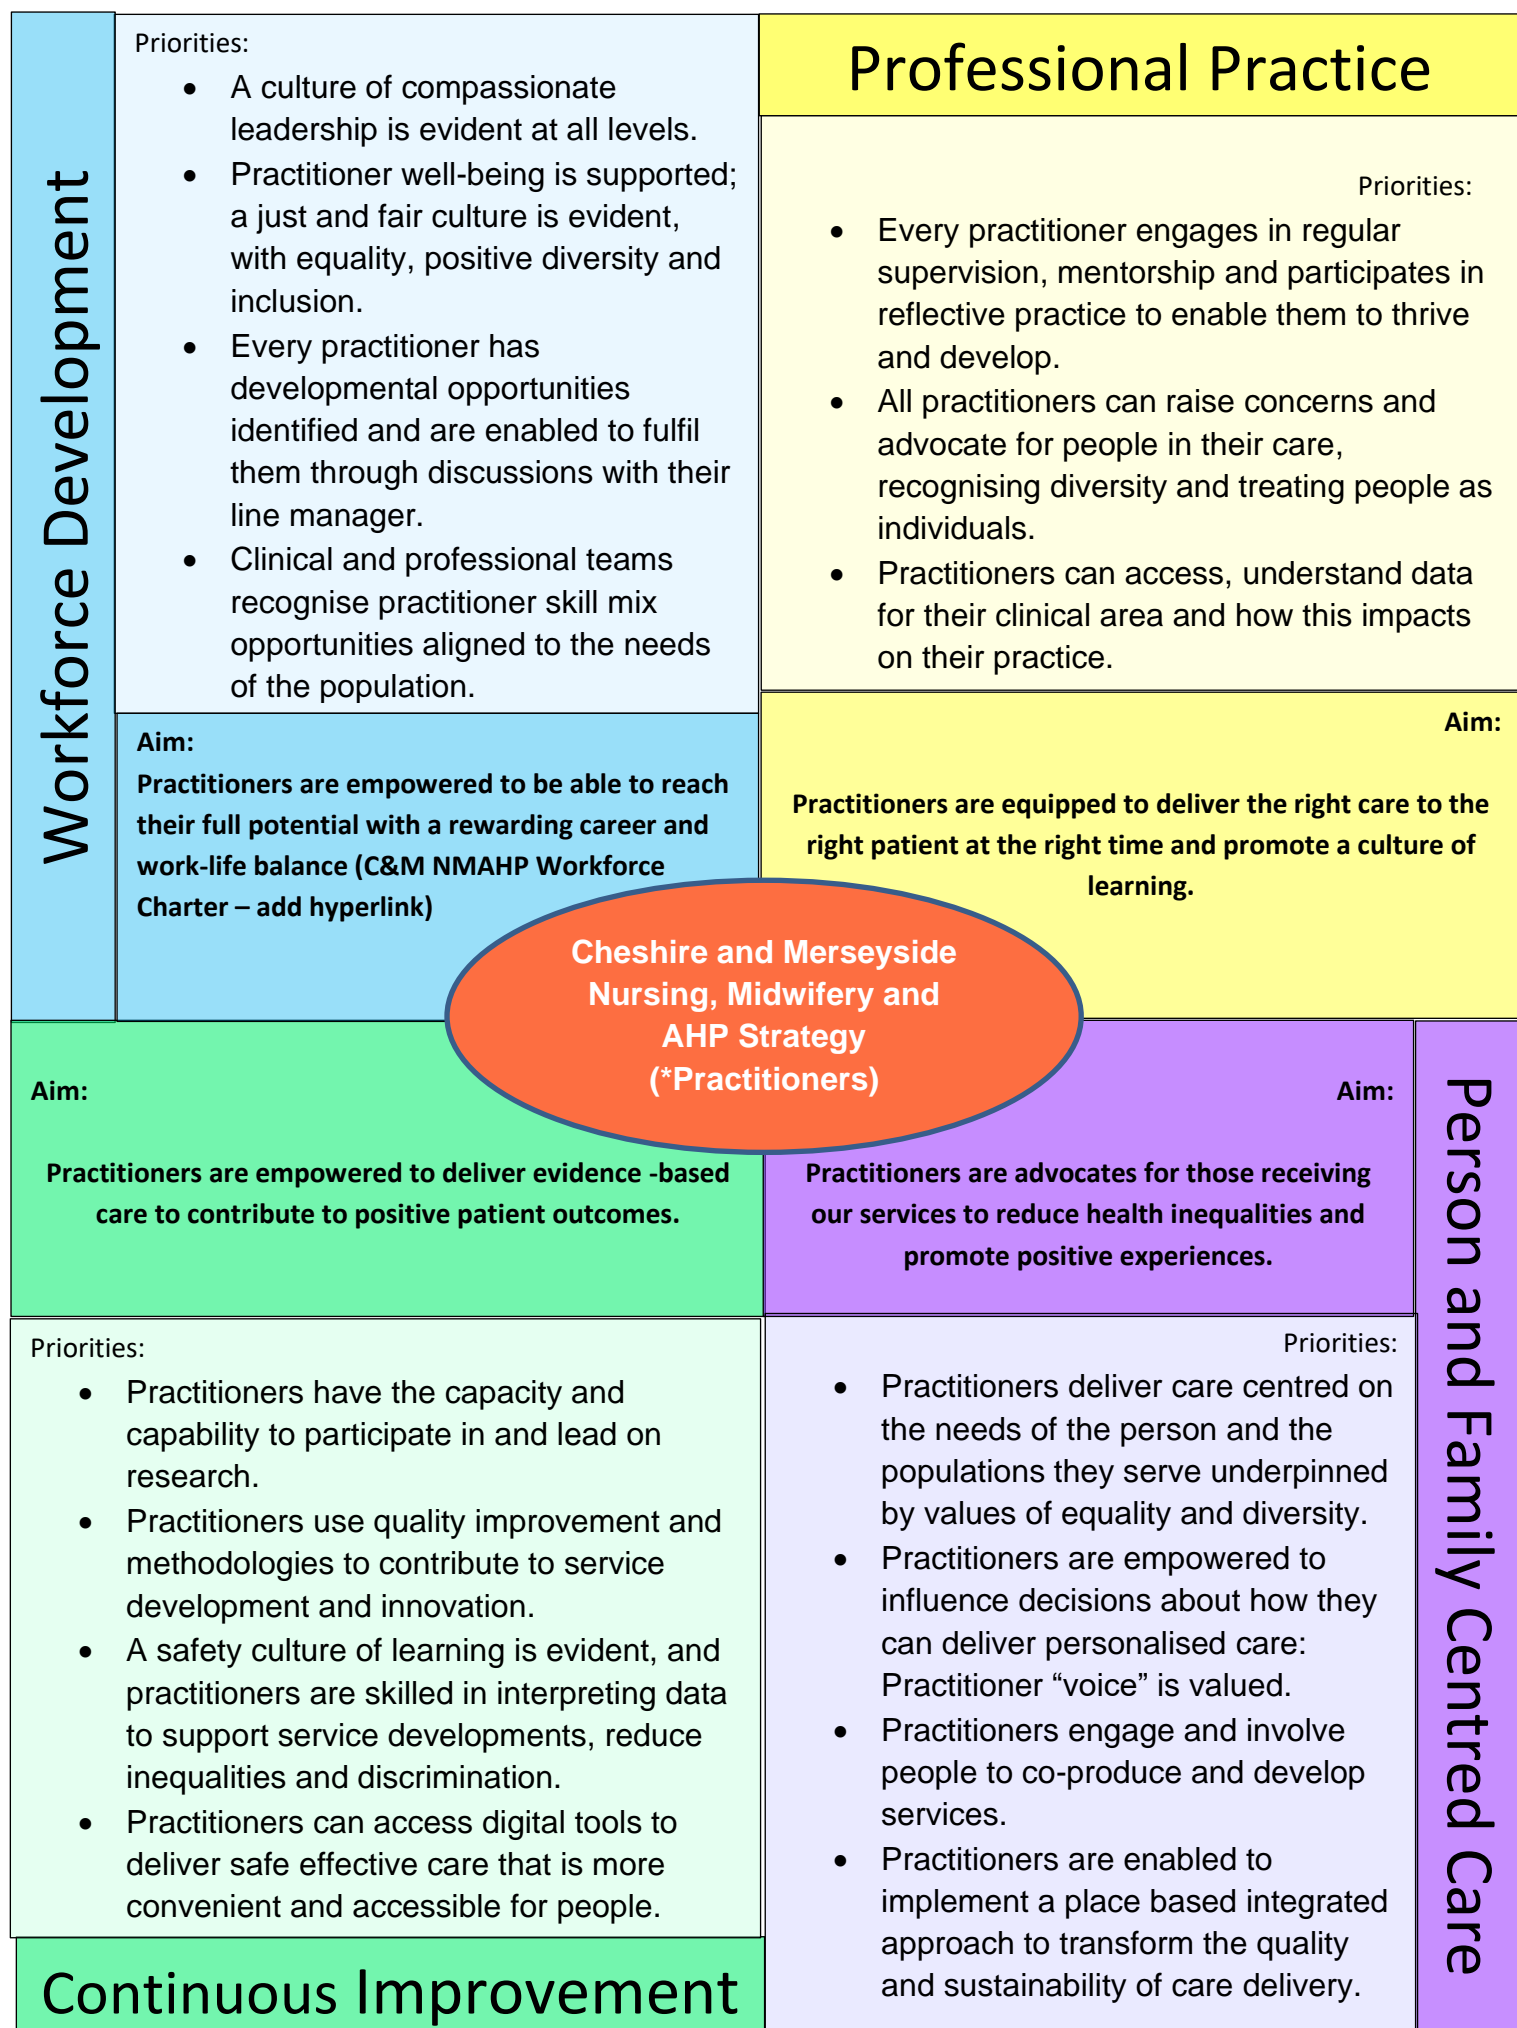 Workforce Development
Priorities:
• A culture of compassionate
leadership is evident at all levels.
• Practitioner well-being is supported;
a just and fair culture is evident,
with equality, positive diversity and
inclusion.
• Every practitioner has
developmental opportunities
identified and are enabled to fulfil
them through discussions with their
line manager.
• Clinical and professional teams
recognise practitioner skill mix
opportunities aligned to the needs
of the population.
Aim:
Practitioners are empowered to be able to reach
their full potential with a rewarding career and
work-life balance (C&M NMAHP Workforce
Charter – add hyperlink)
Professional Practice
Priorities:
• Every practitioner engages in regular
supervision, mentorship and participates in
reflective practice to enable them to thrive
and develop.
• All practitioners can raise concerns and
advocate for people in their care,
recognising diversity and treating people as
individuals.
• Practitioners can access, understand data
for their clinical area and how this impacts
on their practice.
Aim:
Practitioners are equipped to deliver the right care to the
right patient at the right time and promote a culture of
learning.
Cheshire and Merseyside
Nursing, Midwifery and
AHP Strategy
(*Practitioners)
Aim:
Practitioners are empowered to deliver evidence -based
care to contribute to positive patient outcomes.
Priorities:
• Practitioners have the capacity and
capability to participate in and lead on
research.
• Practitioners use quality improvement and
methodologies to contribute to service
development and innovation.
• A safety culture of learning is evident, and
practitioners are skilled in interpreting data
to support service developments, reduce
inequalities and discrimination.
• Practitioners can access digital tools to
deliver safe effective care that is more
convenient and accessible for people.
Continuous Improvement
Aim:
Practitioners are advocates for those receiving
our services to reduce health inequalities and
promote positive experiences.
Priorities:
• Practitioners deliver care centred on
the needs of the person and the
populations they serve underpinned
by values of equality and diversity.
• Practitioners are empowered to
influence decisions about how they
can deliver personalised care:
Practitioner “voice” is valued.
• Practitioners engage and involve
people to co-produce and develop
services.
• Practitioners are enabled to
implement a place based integrated
approach to transform the quality
and sustainability of care delivery.
Person and Family Centred Care